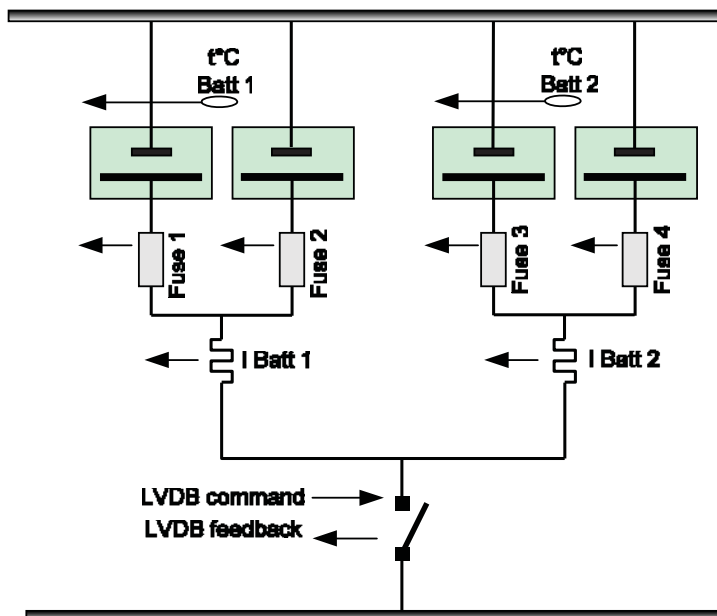 t°C
Batt 1
t°C
Batt 2
Fuse 1
Fuse 2
Fuse 3
Fuse 4
I Batt 1
I Batt 2
LVDB command
LVDB feedback